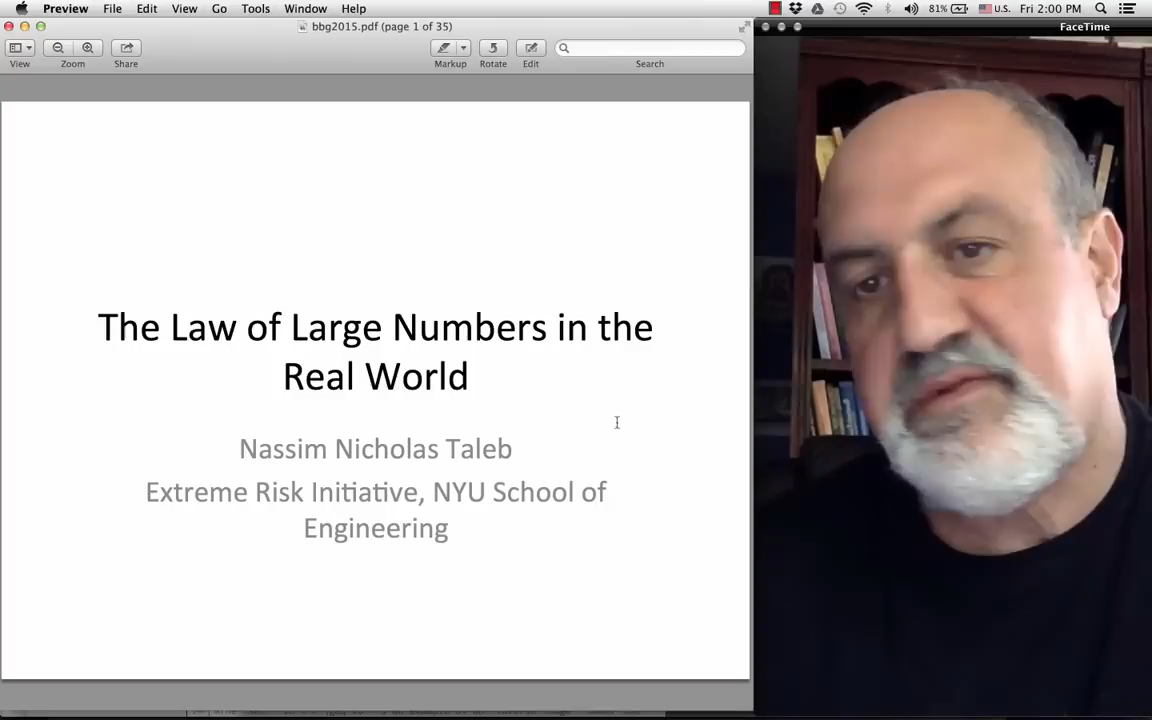 Preview File Edit View Go Tools Window Help
81% U.S. Fri 2:00 PM
bbg2015.pdf (page 1 of 35)
FaceTime
View Zoom Share Markup Rotate Edit Search
The Law of Large Numbers in the
Real World
Nassim Nicholas Taleb
Extreme Risk Initiative, NYU School of
Engineering